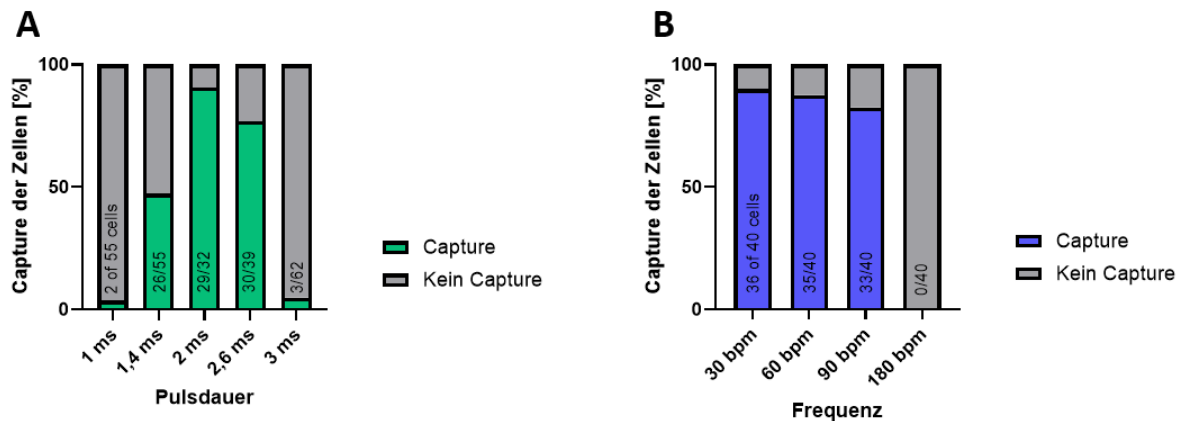 A
Capture der Zellen [%]
100
50
0
2 of 55 cells
26/55
29/32
30/39
3/62
1 ms
1,4 ms
2 ms
2,6 ms
3 ms
Pulsdauer
Capture
Kein Capture
B
Capture der Zellen [%]
100
50
0
36 of 40 cells
35/40
33/40
0/40
30 bpm
60 bpm
90 bpm
180 bpm
Frequenz
Capture
Kein Capture